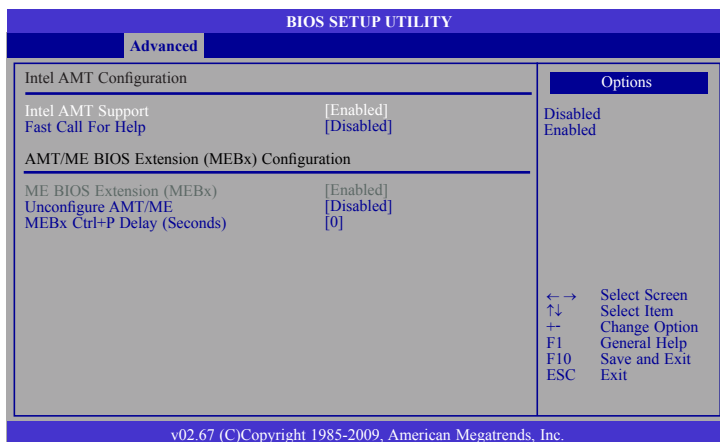 BIOS SETUP UTILITY
Advanced
Intel AMT Configuration
Intel AMT Support [Enabled]
Fast Call For Help [Disabled]
AMT/ME BIOS Extension (MEBx) Configuration
ME BIOS Extension (MEBx) [Enabled]
Unconfigure AMT/ME [Disabled]
MEBx Ctrl+P Delay (Seconds) [0]
Options
Disabled
Enabled
←→ Select Screen
↑↓ Select Item
+- Change Option
F1 General Help
F10 Save and Exit
ESC Exit
v02.67 (C)Copyright 1985-2009, American Megatrends, Inc.